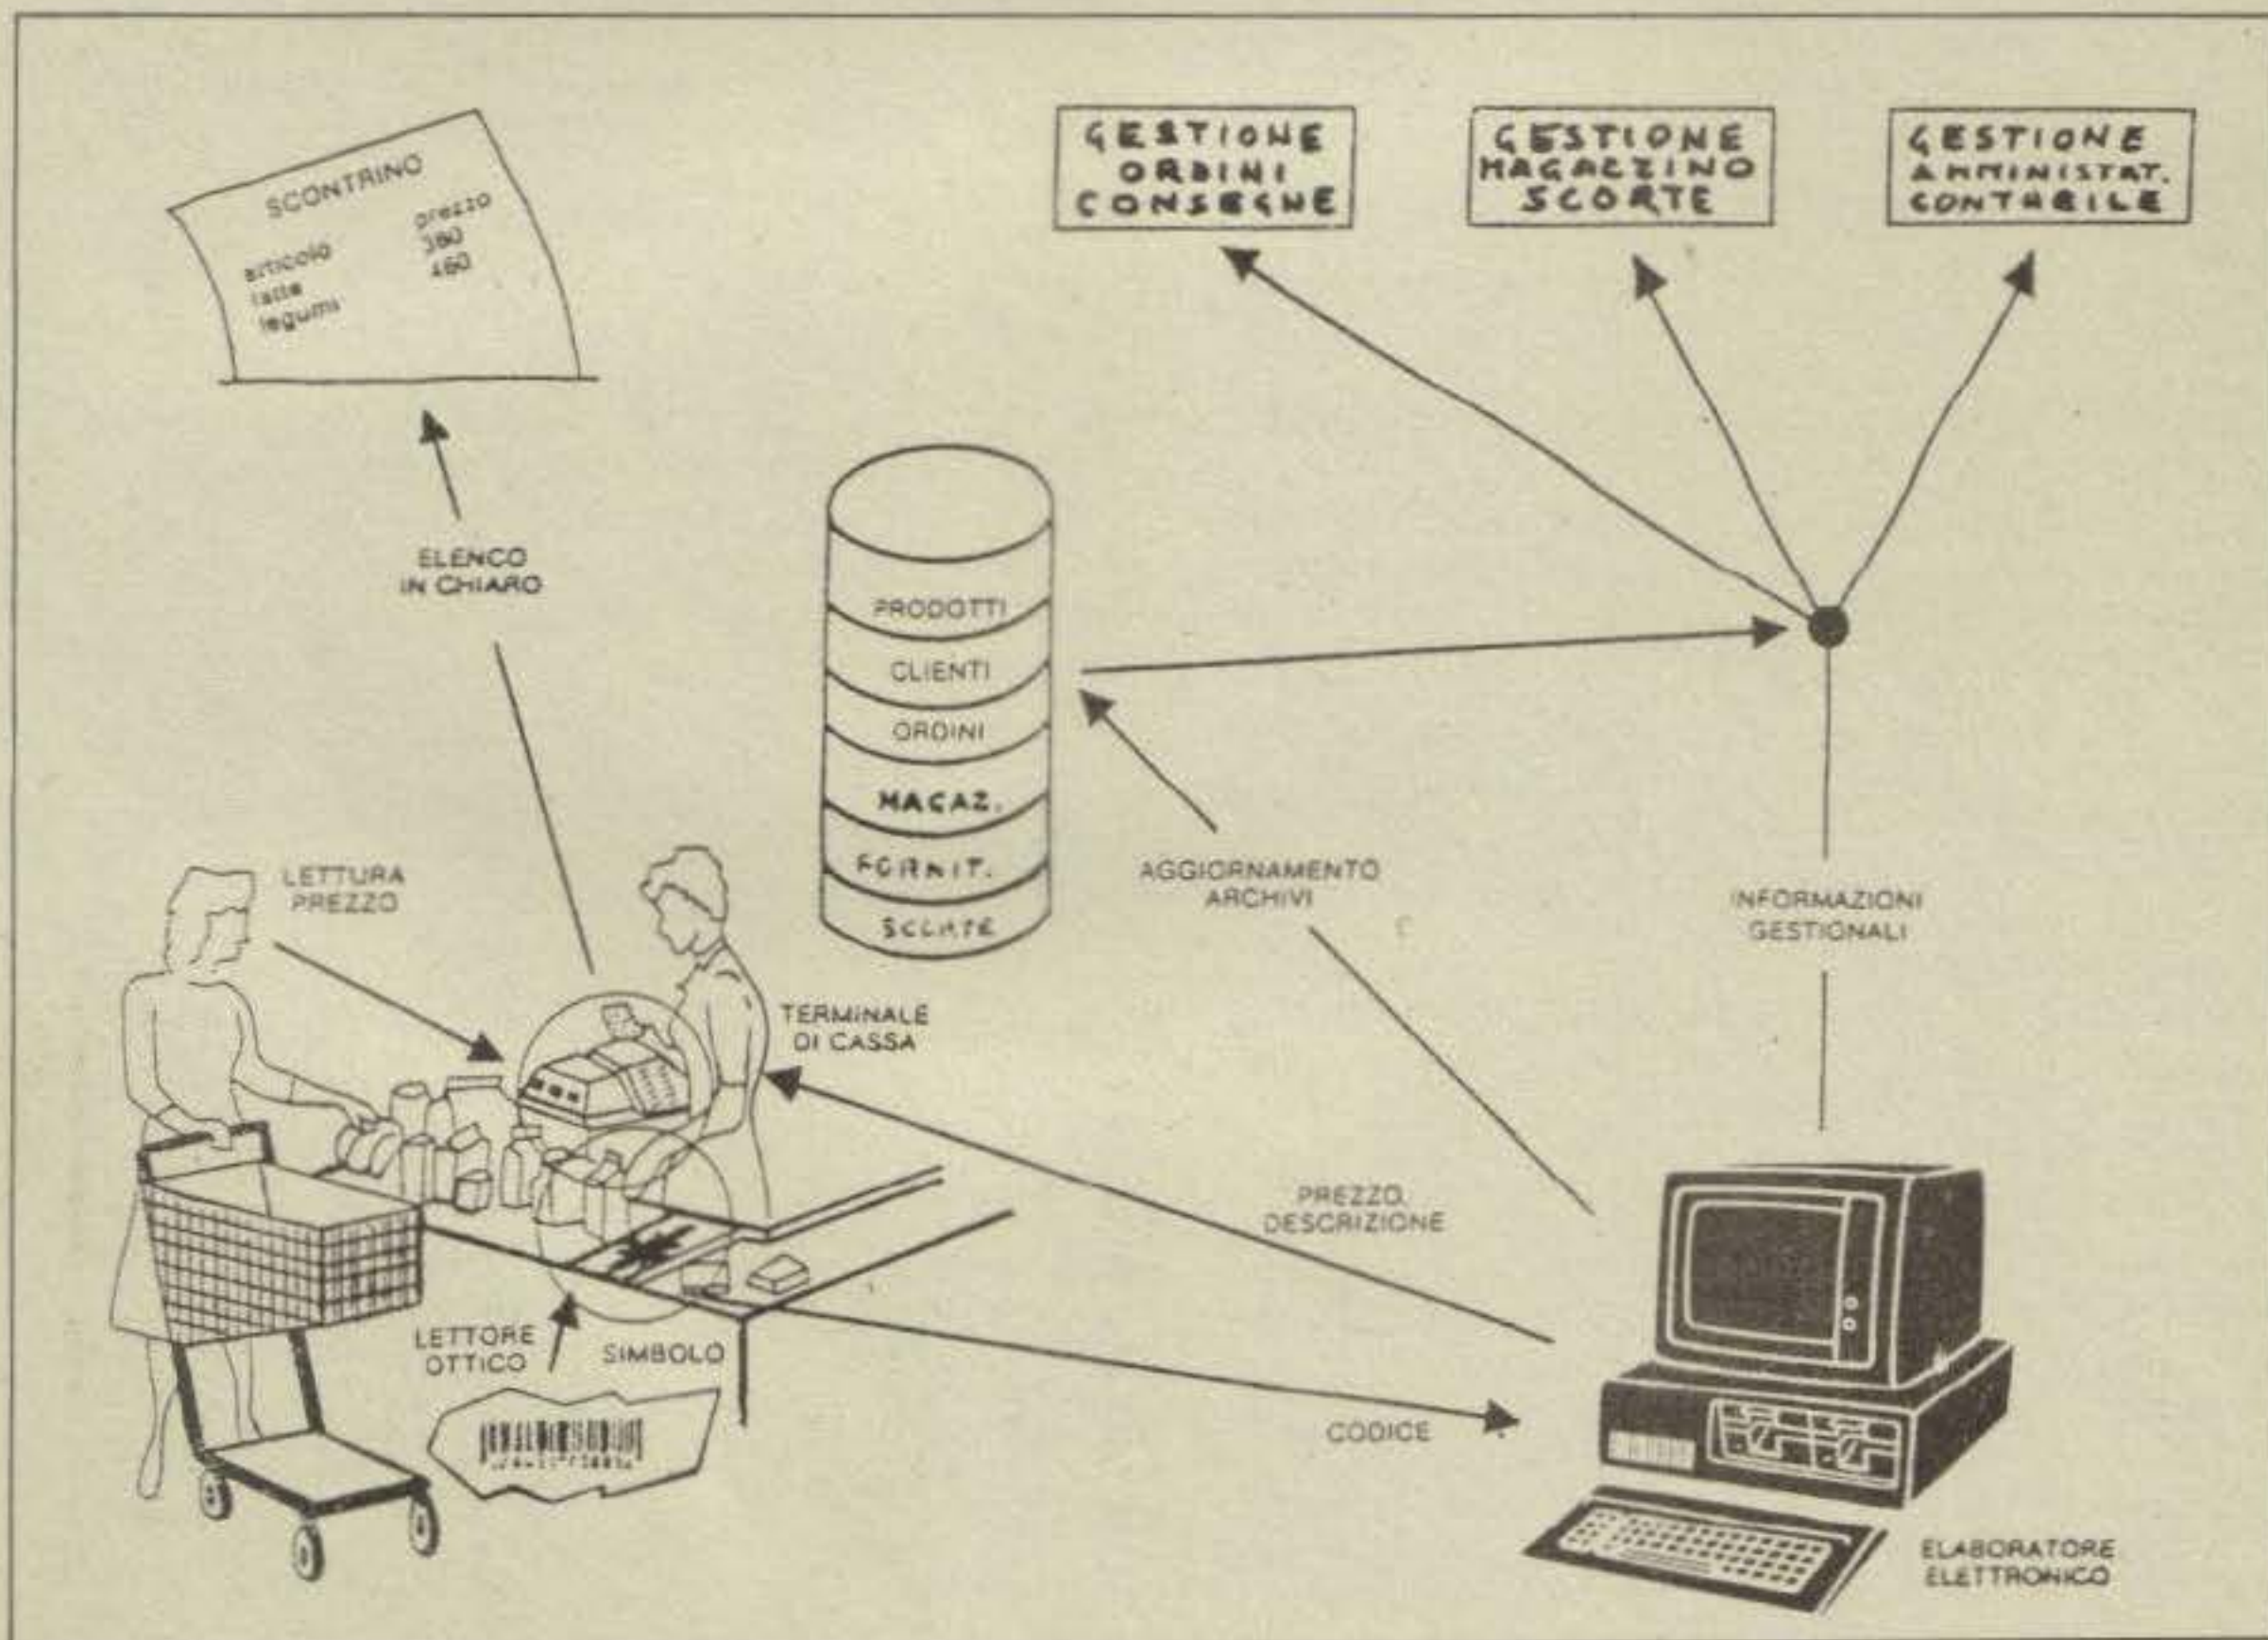 SCONTRINO
articolo prezzo
latte 380
legumi 460
GESTIONE
ORDINI
CONSEGNE
GESTIONE
MAGAZZINO
SCORTE
GESTIONE
AMMINISTAT.
CONTABILE
ELENCO
IN CHIARO
PRODOTTI
CLIENTI
ORDINI
MAGAZ.
FORNIT.
SCORTE
LETTURA
PREZZO
TERMINALE
DI CASSA
AGGIORNAMENTO
ARCHIVI
INFORMAZIONI
GESTIONALI
PREZZO
DESCRIZIONE
LETTORE
OTTICO
SIMBOLO
CODICE
ELABORATORE
ELETTRONICO